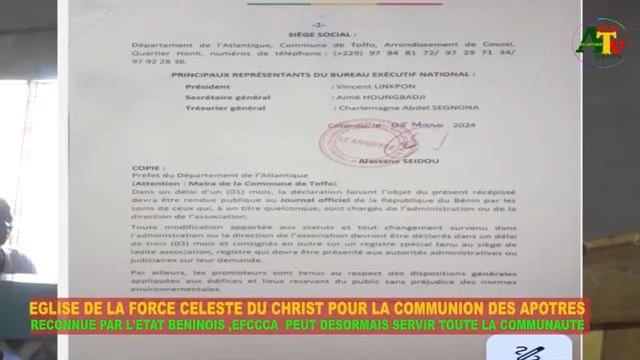 -2-
SIÈGE SOCIAL :
Département de l'Atlantique, Commune de Toffo, Arrondissement de Coussi,
Quartier Honli, numéros de téléphone : (+229) 97 84 81 72/ 97 29 71 34/
97 92 28 36.
PRINCIPAUX REPRÉSENTANTS DU BUREAU EXÉCUTIF NATIONAL :
Président : Vincent LINKPON
Secrétaire général : Aimé HOUNGBADJI
Trésorier général : Charlemagne Abdel SEGNONA
Cotonou, le 05 Mars 2024
LE MINISTRE
Alassane SEIDOU
COPIE :
Préfet du Département de l'Atlantique
(Attention : Maire de la Commune de Toffo)
Dans un délai d'un (01) mois, la déclaration faisant l'objet du présent récépissé
devra être rendue publique au Journal officiel de la République du Bénin par les
soins de ceux qui, à un titre quelconque, sont chargés de l'administration ou de la
direction de l'association.
Toute modification apportée aux statuts et tout changement survenu dans
l'administration ou la direction de l'association devront être déclarés dans un délai
de trois (03) mois et consignés en outre sur un registre spécial tenu au siège de
ladite association, registre qui devra être présenté aux autorités administratives ou
judiciaires sur leur demande.
Par ailleurs, les promoteurs sont tenus au respect des dispositions générales
appliquées aux édifices et lieux recevant du public sans préjudice des normes
environnementales.
EGLISE DE LA FORCE CELESTE DU CHRIST POUR LA COMMUNION DES APOTRES
RECONNUE PAR L'ETAT BENINOIS ,EFCCCA PEUT DESORMAIS SERVIR TOUTE LA COMMUNAUTE